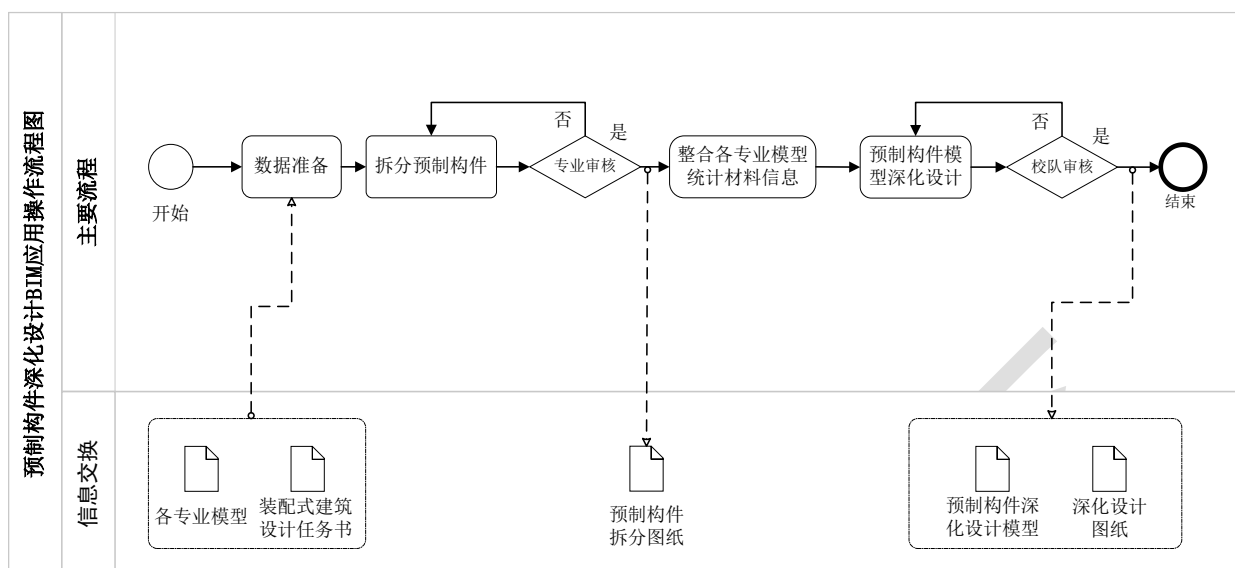 预制构件深化设计BIM应用操作流程图
主要流程
开始
数据准备
拆分预制构件
否
专业审核
是
整合各专业模型
统计材料信息
预制构件模
型深化设计
否
校队审核
是
结束
信息交换
各专业模型
装配式建筑
设计任务书
预制构件
拆分图纸
预制构件深
化设计模型
深化设计
图纸